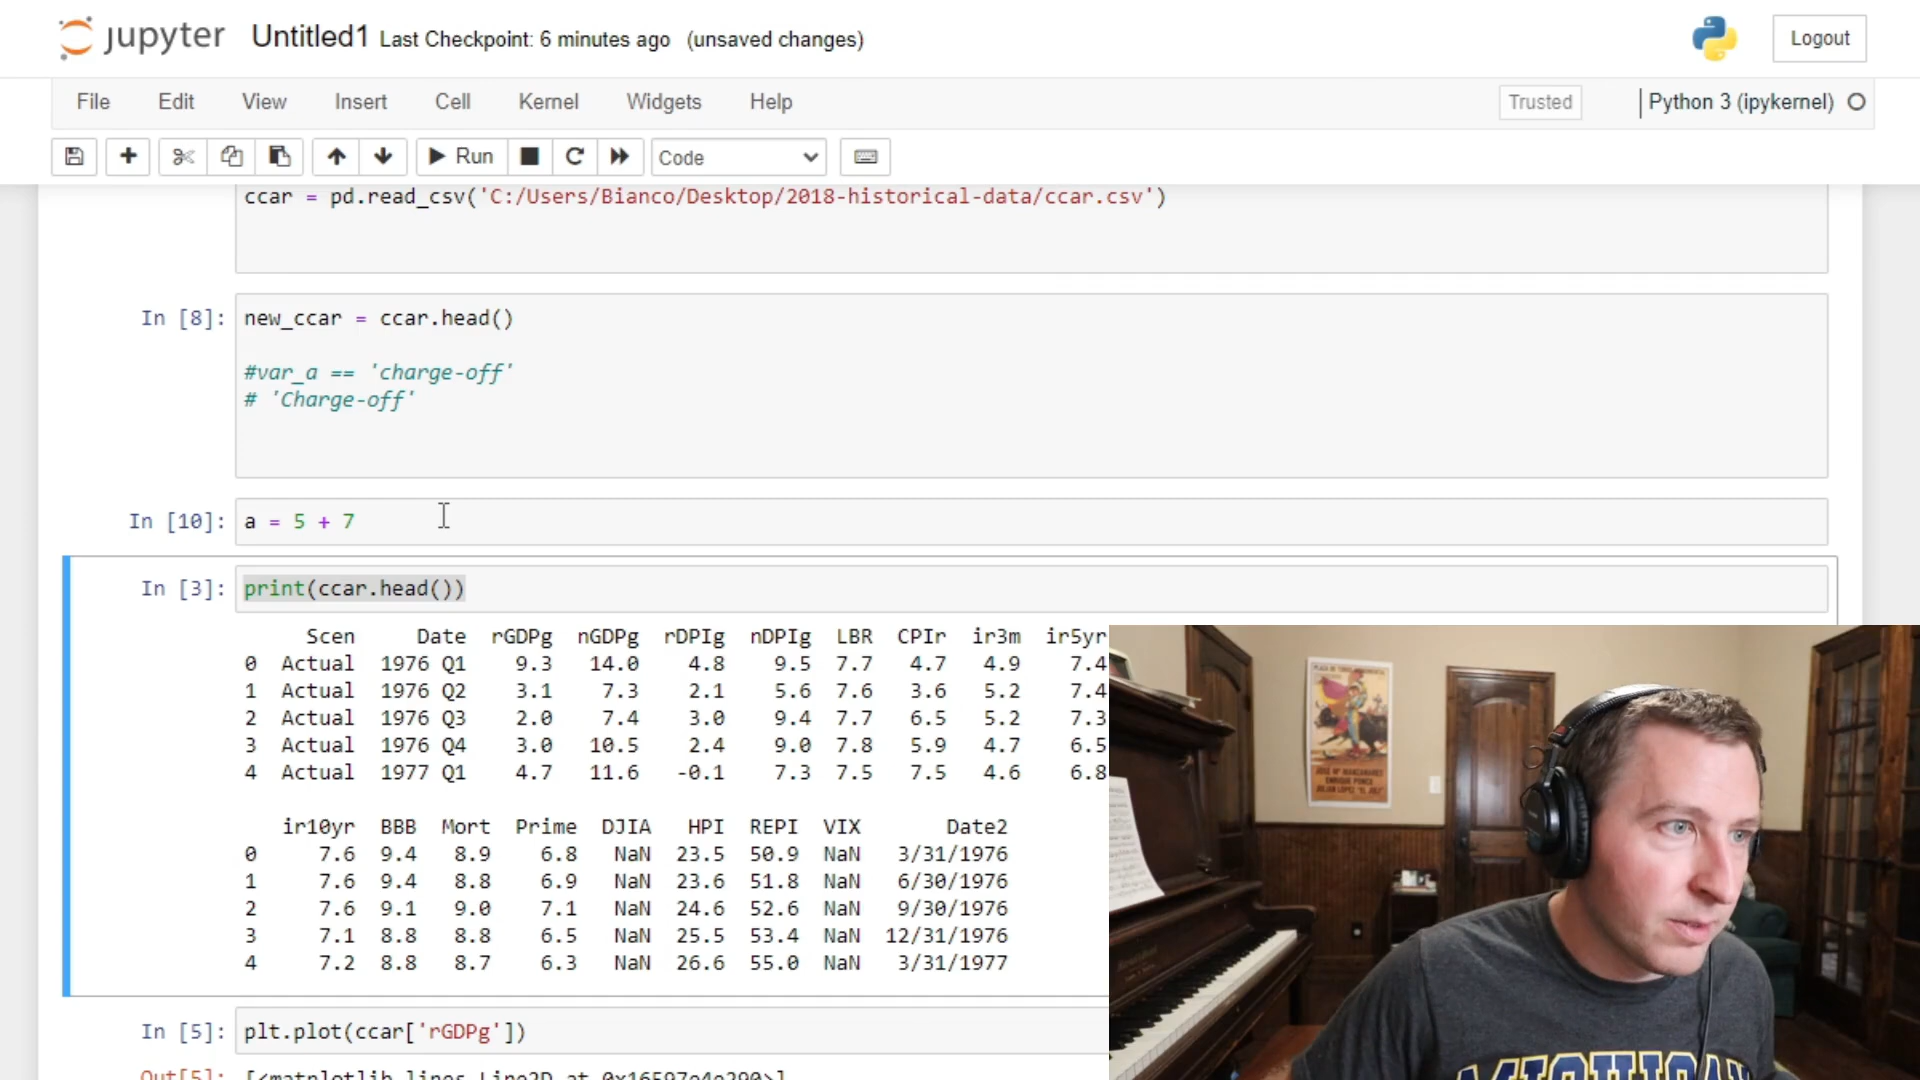 jupyter Untitled1 Last Checkpoint: 6 minutes ago (unsaved changes) Logout
File Edit View Insert Cell Kernel Widgets Help Trusted Python 3 (ipykernel)
Run Code
ccar = pd.read_csv('C:/Users/Bianco/Desktop/2018-historical-data/ccar.csv')
In [8]: new_ccar = ccar.head()
#var_a == 'charge-off'
# 'Charge-off'
In [10]: a = 5 + 7
In [3]: print(ccar.head())
Scen Date rGDPg nGDPg rDPIg nDPIg LBR CPIr ir3m ir5yr
0 Actual 1976 Q1 9.3 14.0 4.8 9.5 7.7 4.7 4.9 7.4
1 Actual 1976 Q2 3.1 7.3 2.1 5.6 7.6 3.6 5.2 7.4
2 Actual 1976 Q3 2.0 7.4 3.0 9.4 7.7 6.5 5.2 7.3
3 Actual 1976 Q4 3.0 10.5 2.4 9.0 7.8 5.9 4.7 6.5
4 Actual 1977 Q1 4.7 11.6 -0.1 7.3 7.5 7.5 4.6 6.8
ir10yr BBB Mort Prime DJIA HPI REPI VIX Date2
0 7.6 9.4 8.9 6.8 NaN 23.5 50.9 NaN 3/31/1976
1 7.6 9.4 8.8 6.9 NaN 23.6 51.8 NaN 6/30/1976
2 7.6 9.1 9.0 7.1 NaN 24.6 52.6 NaN 9/30/1976
3 7.1 8.8 8.8 6.5 NaN 25.5 53.4 NaN 12/31/1976
4 7.2 8.8 8.7 6.3 NaN 26.6 55.0 NaN 3/31/1977
In [5]: plt.plot(ccar['rGDPg'])
Out[5]: [<matplotlib.lines.Line2D at 0x16597e4e290>]
MICHIGAN